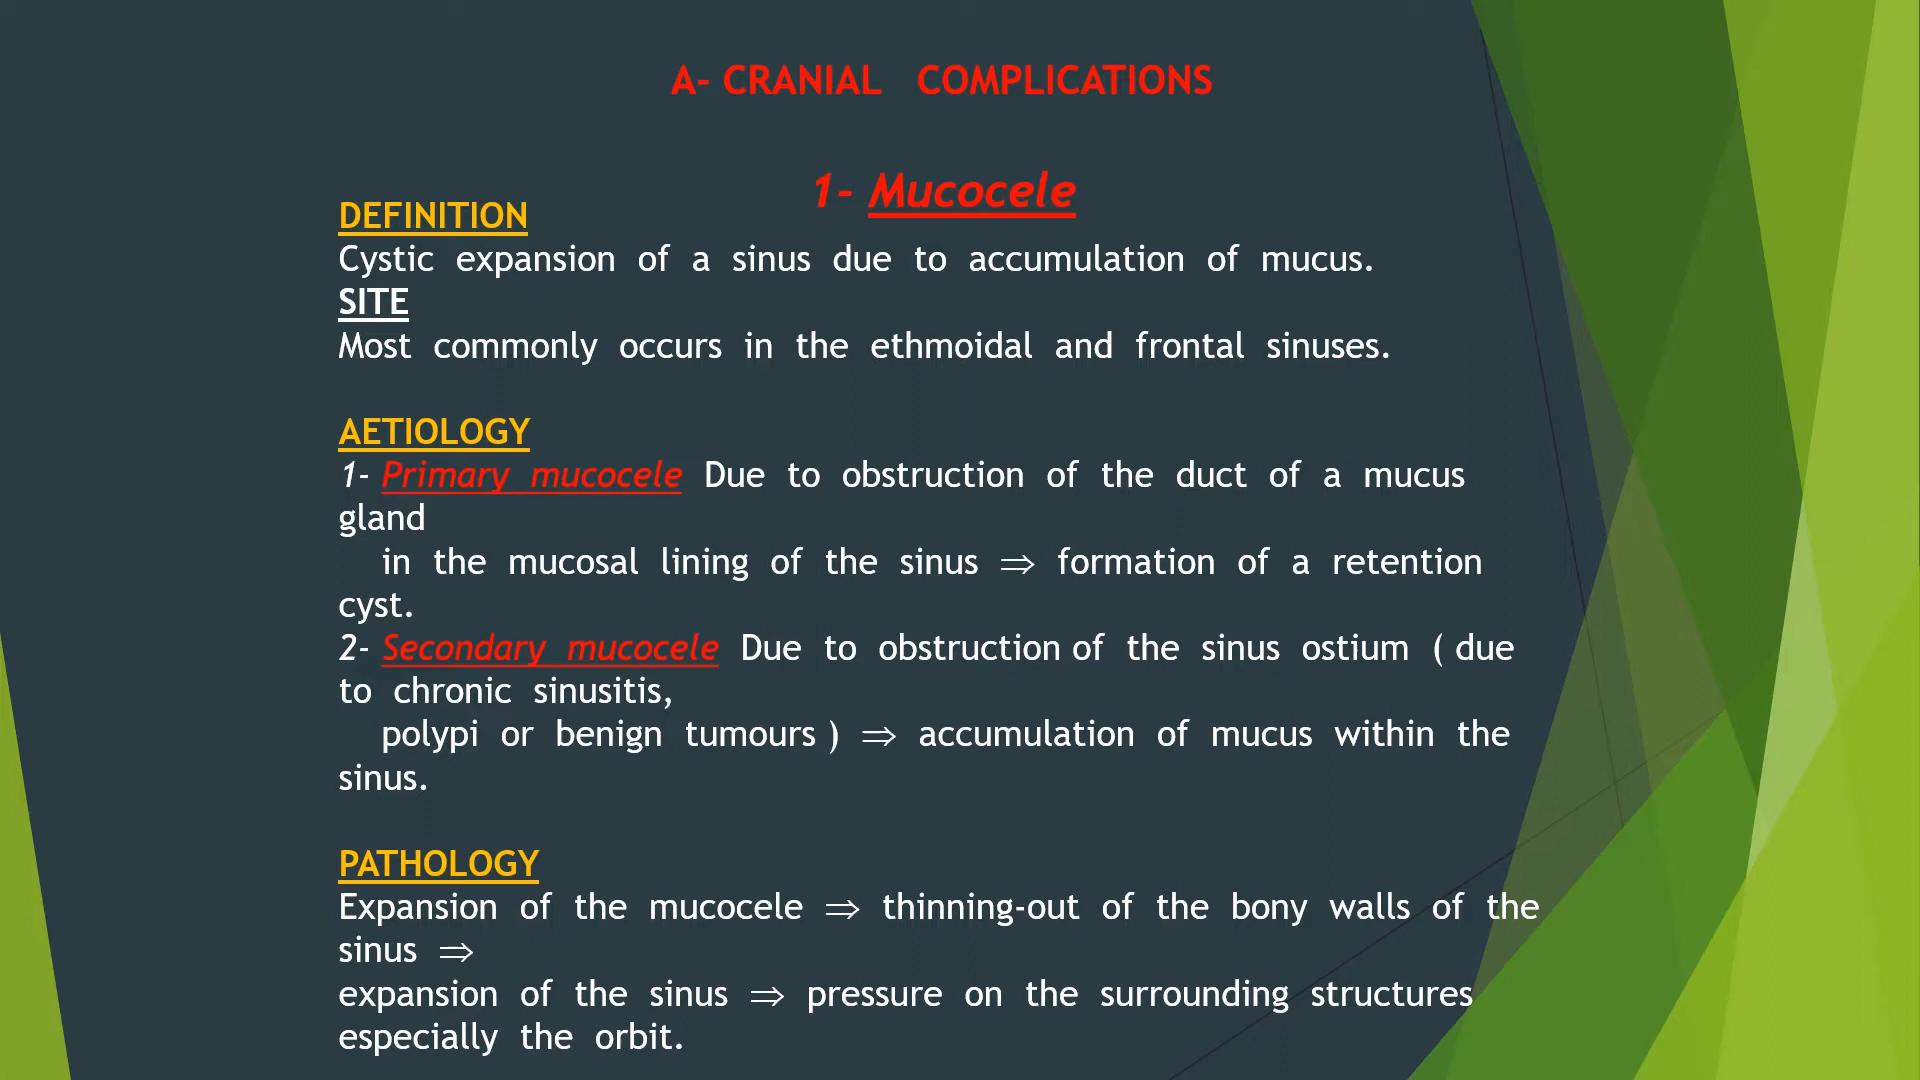 A- CRANIAL COMPLICATIONS
1- Mucocele
DEFINITION
Cystic expansion of a sinus due to accumulation of mucus.
SITE
Most commonly occurs in the ethmoidal and frontal sinuses.
AETIOLOGY
1- Primary mucocele Due to obstruction of the duct of a mucus
gland
in the mucosal lining of the sinus ⇒ formation of a retention
cyst.
2- Secondary mucocele Due to obstruction of the sinus ostium ( due
to chronic sinusitis,
polypi or benign tumours ) ⇒ accumulation of mucus within the
sinus.
PATHOLOGY
Expansion of the mucocele ⇒ thinning-out of the bony walls of the
sinus ⇒
expansion of the sinus ⇒ pressure on the surrounding structures
especially the orbit.